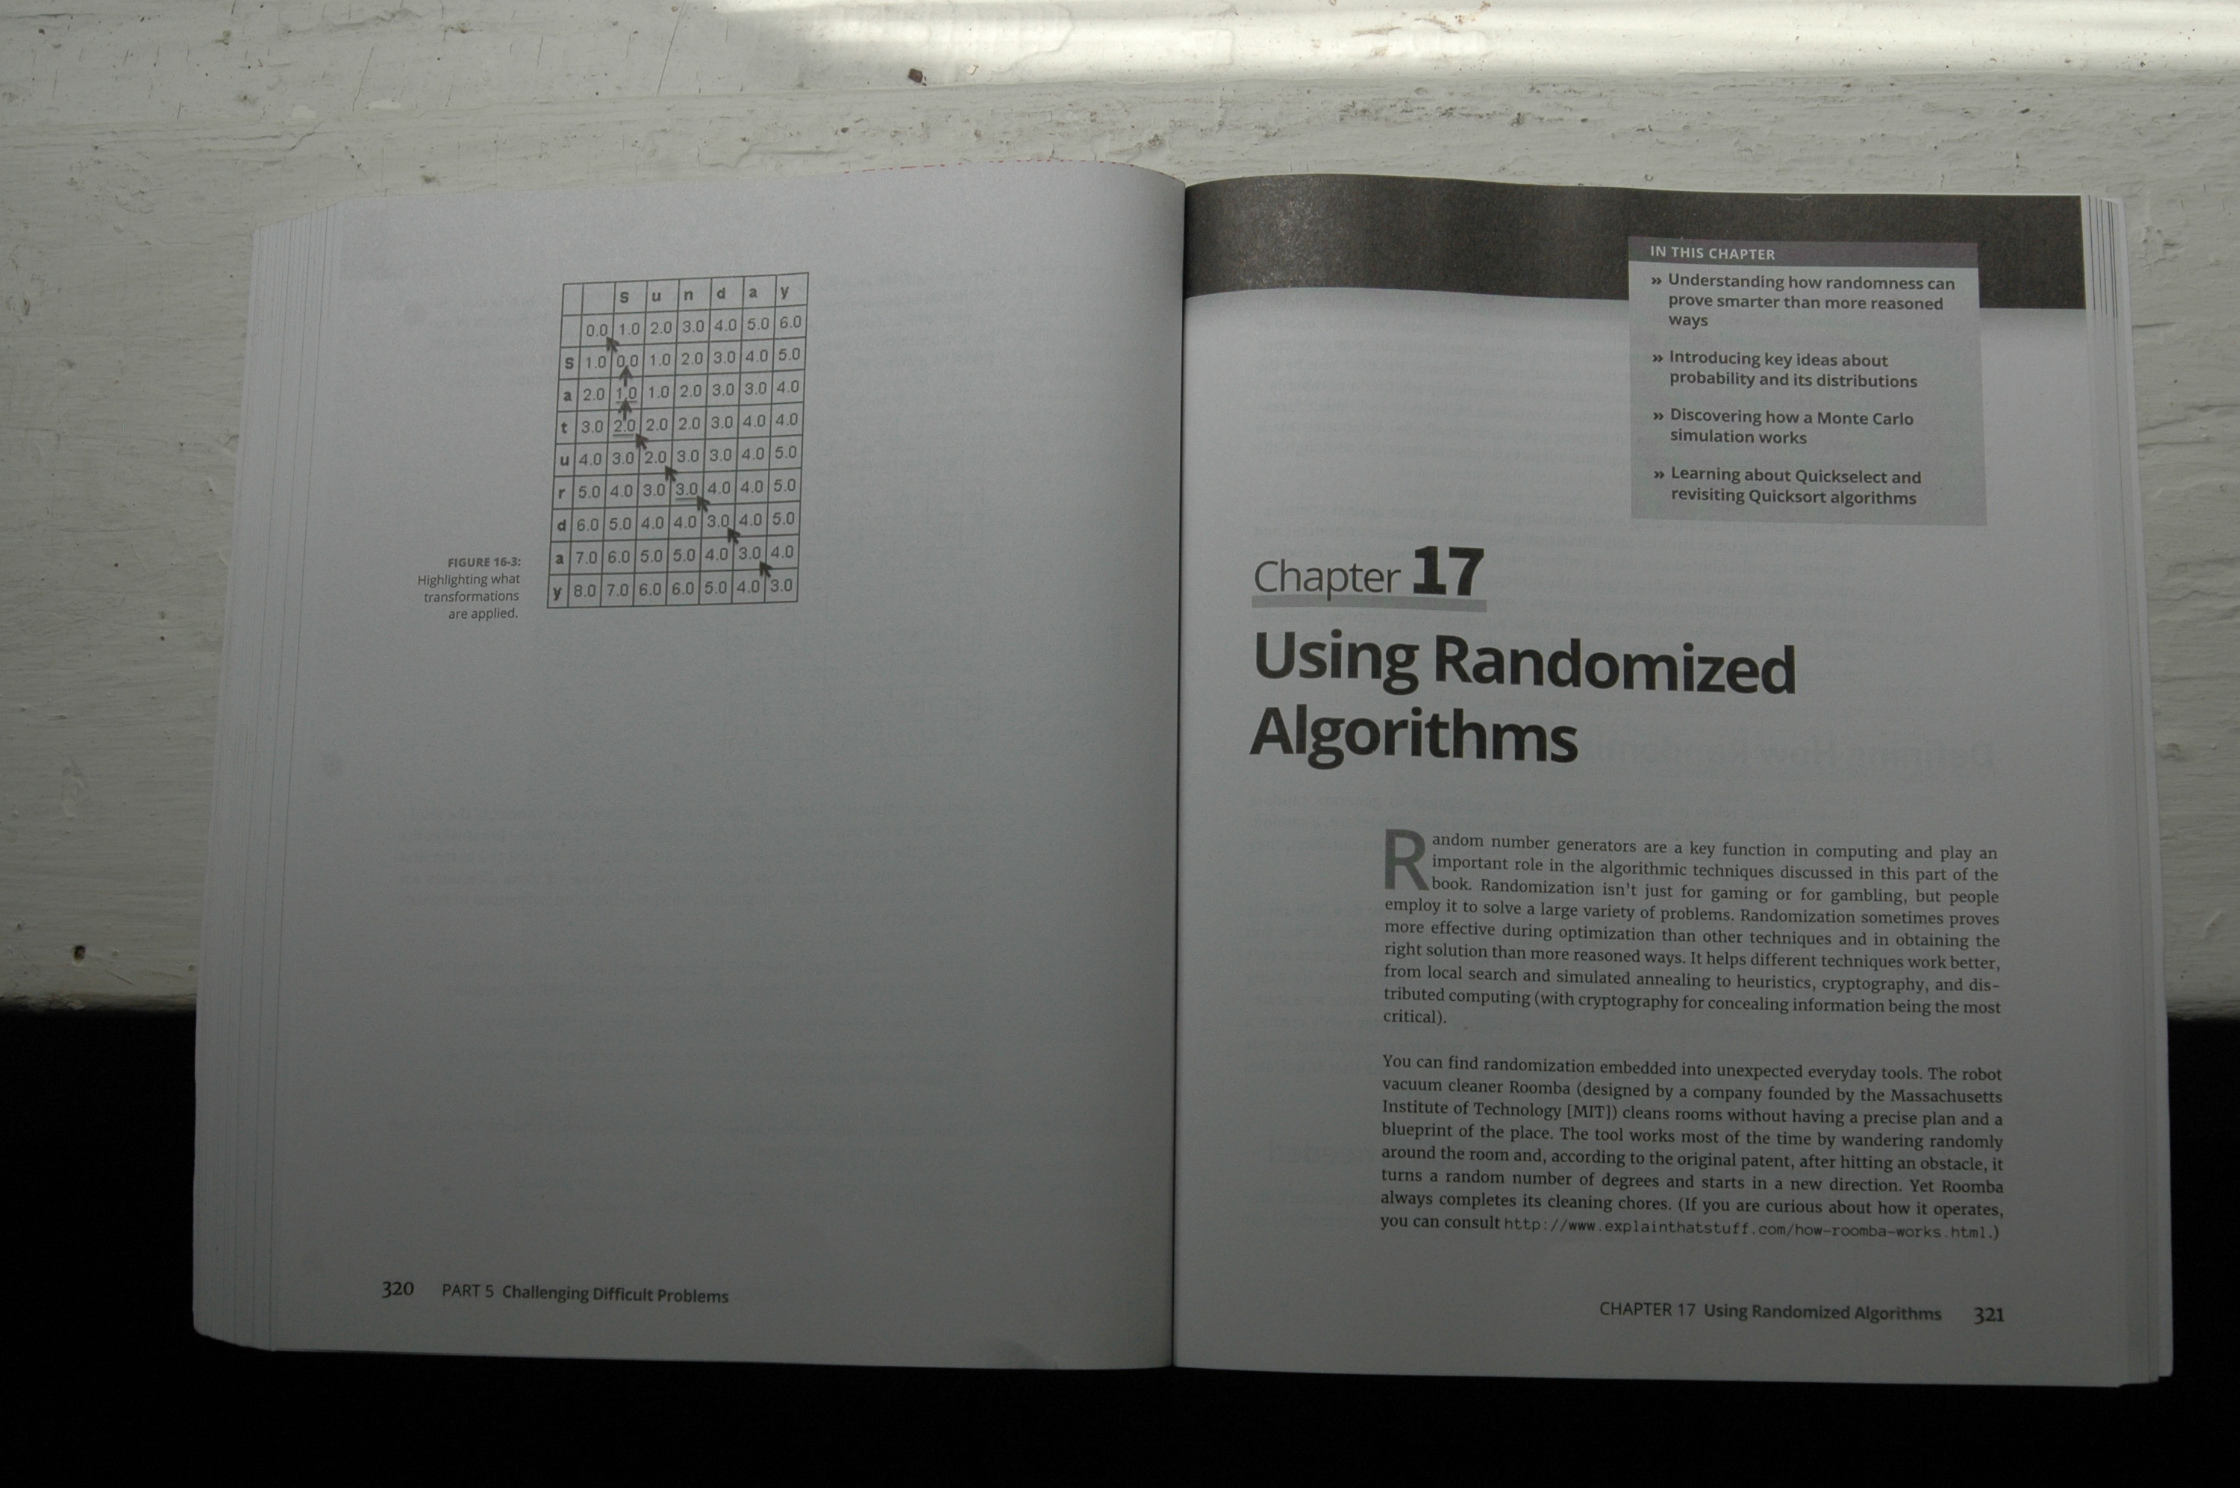 s u n d a y
0.0 1.0 2.0 3.0 4.0 5.0 6.0
S 1.0 0.0 1.0 2.0 3.0 4.0 5.0
a 2.0 1.0 1.0 2.0 3.0 3.0 4.0
t 3.0 2.0 2.0 2.0 3.0 4.0 4.0
u 4.0 3.0 2.0 3.0 3.0 4.0 5.0
r 5.0 4.0 3.0 3.0 4.0 4.0 5.0
d 6.0 5.0 4.0 4.0 3.0 4.0 5.0
a 7.0 6.0 5.0 5.0 4.0 3.0 4.0
y 8.0 7.0 6.0 6.0 5.0 4.0 3.0
FIGURE 16-3:
Highlighting what
transformations
are applied.
320 PART 5 Challenging Difficult Problems
IN THIS CHAPTER
» Understanding how randomness can
prove smarter than more reasoned
ways
» Introducing key ideas about
probability and its distributions
» Discovering how a Monte Carlo
simulation works
» Learning about Quickselect and
revisiting Quicksort algorithms
Chapter 17
Using Randomized
Algorithms
Random number generators are a key function in computing and play an
important role in the algorithmic techniques discussed in this part of the
book. Randomization isn't just for gaming or for gambling, but people
employ it to solve a large variety of problems. Randomization sometimes proves
more effective during optimization than other techniques and in obtaining the
right solution than more reasoned ways. It helps different techniques work better,
from local search and simulated annealing to heuristics, cryptography, and dis-
tributed computing (with cryptography for concealing information being the most
critical).
You can find randomization embedded into unexpected everyday tools. The robot
vacuum cleaner Roomba (designed by a company founded by the Massachusetts
Institute of Technology [MIT]) cleans rooms without having a precise plan and a
blueprint of the place. The tool works most of the time by wandering randomly
around the room and, according to the original patent, after hitting an obstacle, it
turns a random number of degrees and starts in a new direction. Yet Roomba
always completes its cleaning chores. (If you are curious about how it operates,
you can consult http://www.explainthatstuff.com/how-roomba-works.html.)
CHAPTER 17 Using Randomized Algorithms 321